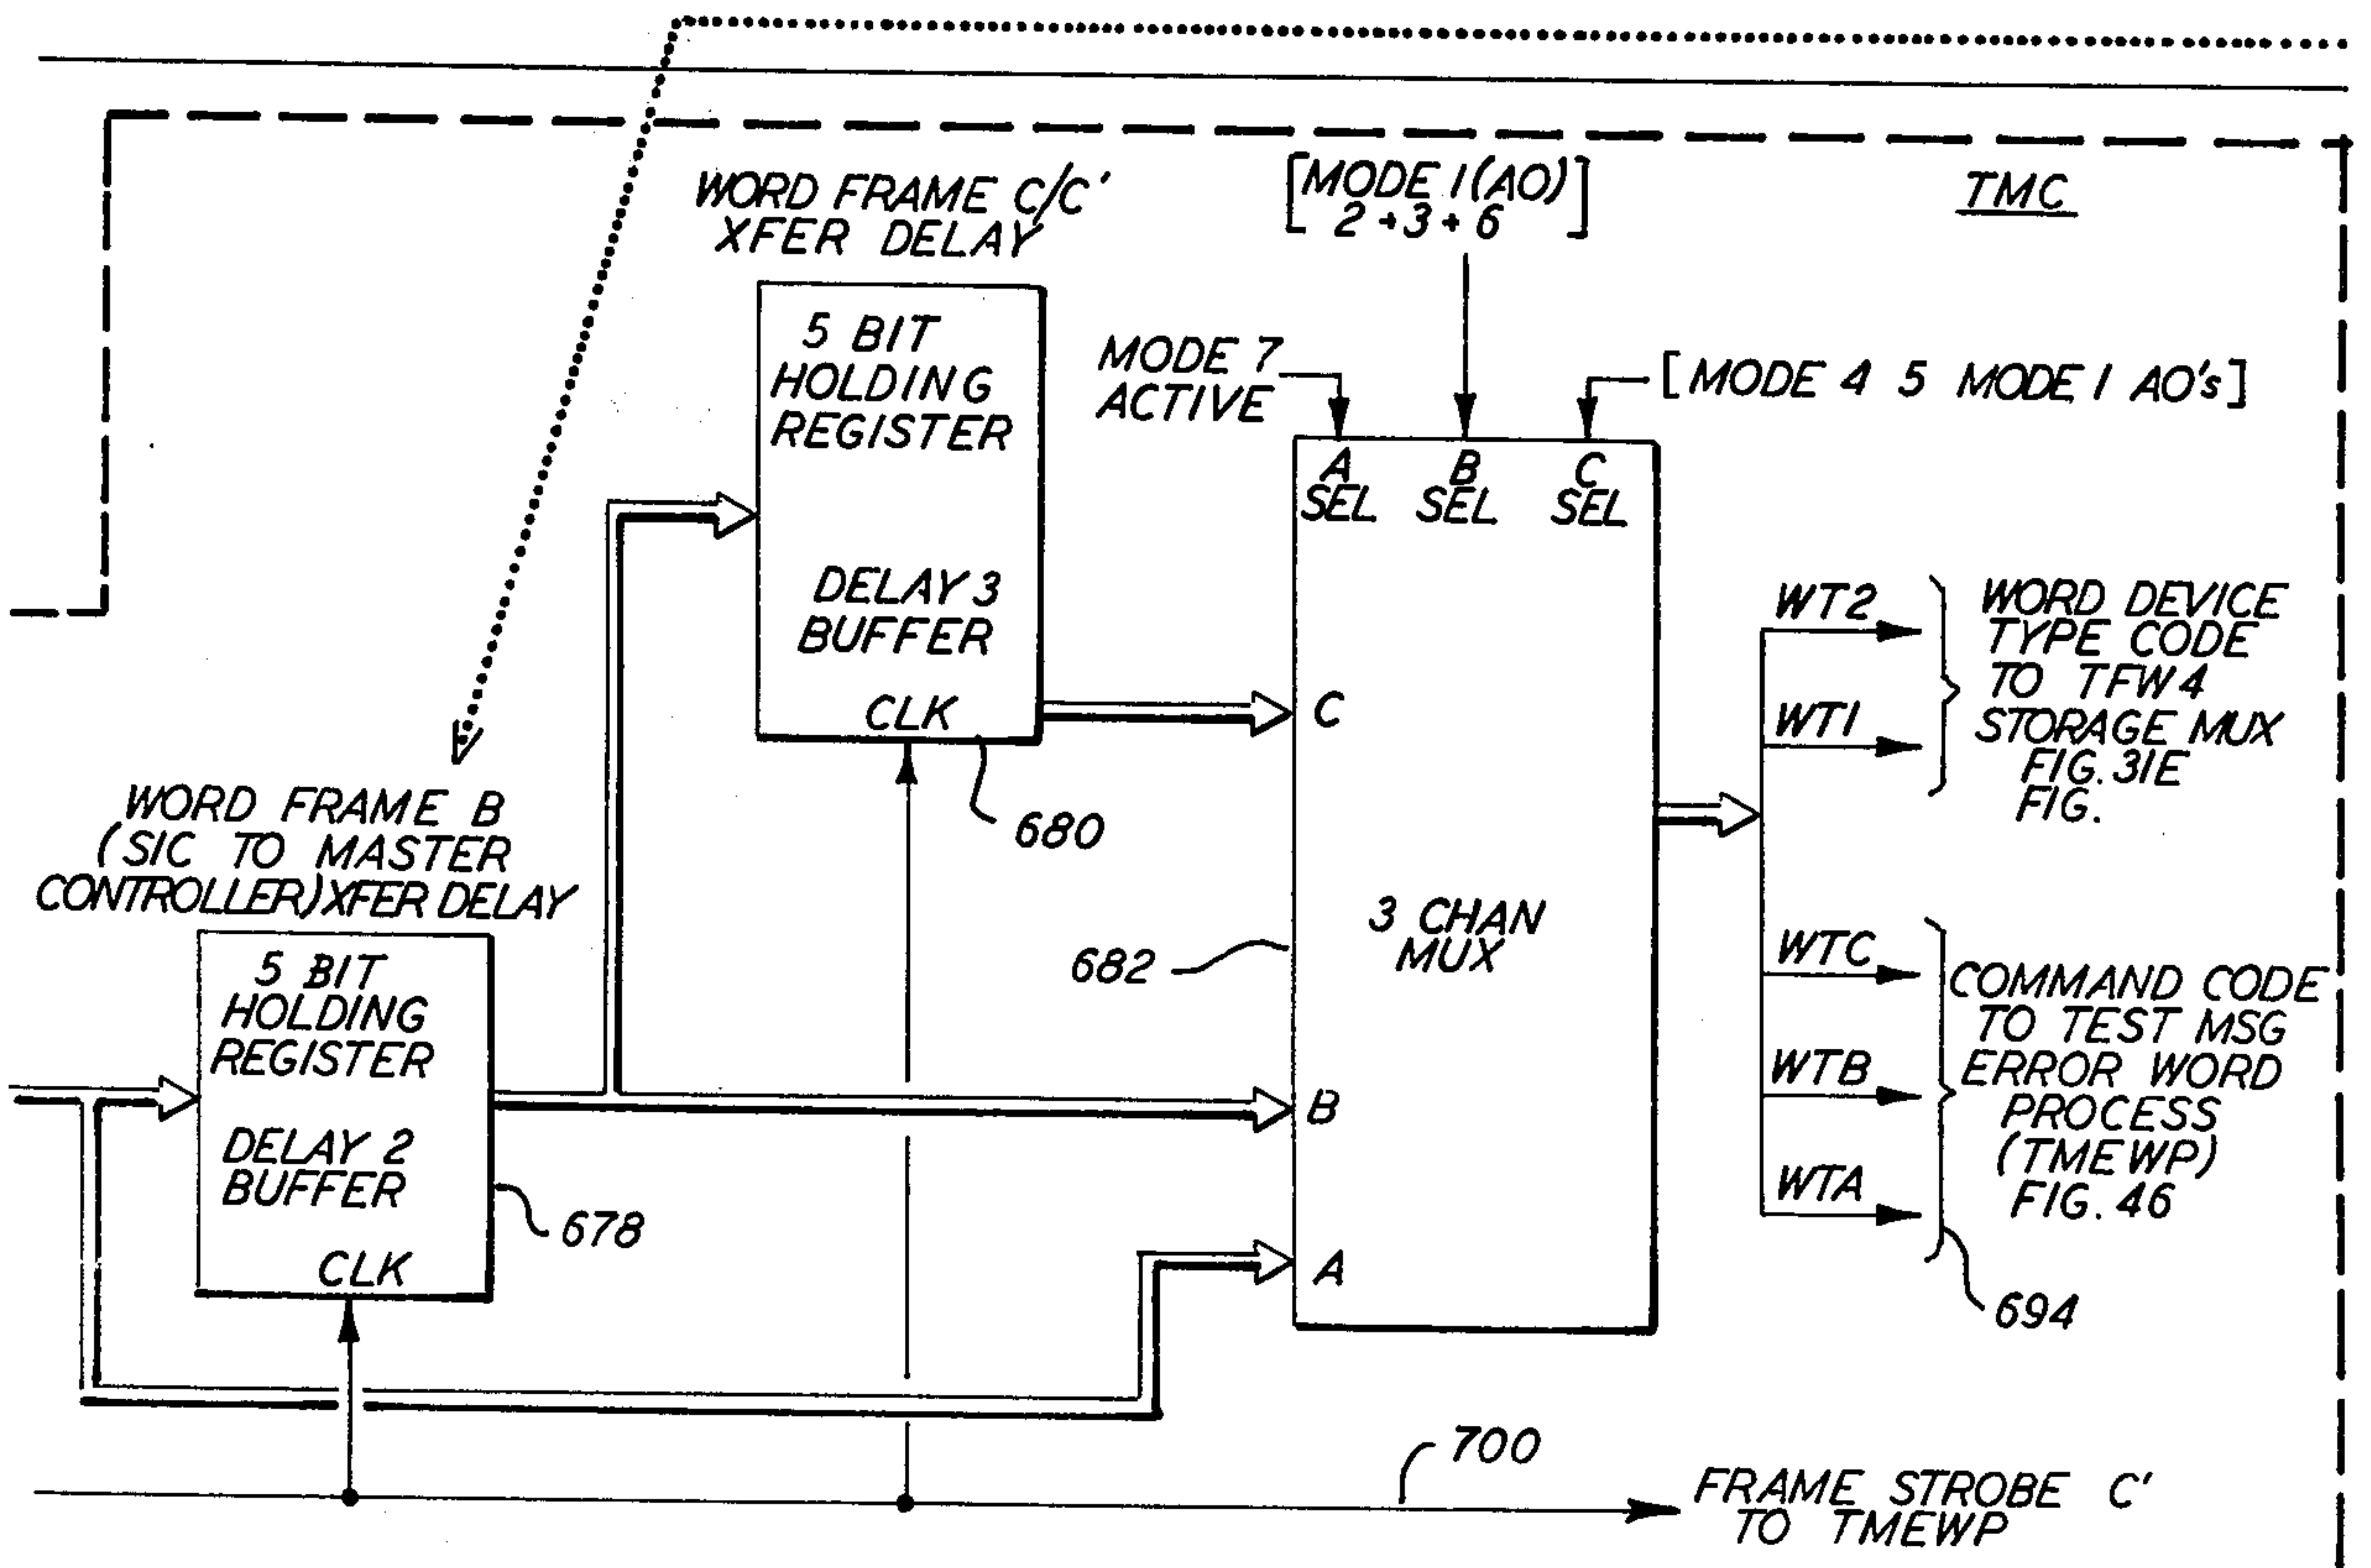 WORD FRAME C/C'
XFER DELAY
[MODE 1(AO)
2+3+6]
TMC
5 BIT
HOLDING
REGISTER
DELAY 3
BUFFER
CLK
680
MODE 7
ACTIVE
[MODE 4 5 MODE 1 AO's]
A
SEL
B
SEL
C
SEL
C
B
A
3 CHAN
MUX
682
WORD FRAME B
(SIC TO MASTER
CONTROLLER) XFER DELAY
5 BIT
HOLDING
REGISTER
DELAY 2
BUFFER
CLK
678
WT2
WT1
WORD DEVICE
TYPE CODE
TO TFW4
STORAGE MUX
FIG. 31E
FIG.
WTC
WTB
WTA
COMMAND CODE
TO TEST MSG
ERROR WORD
PROCESS
(TMEWP)
FIG. 46
694
700
FRAME STROBE C'
TO TMEWP